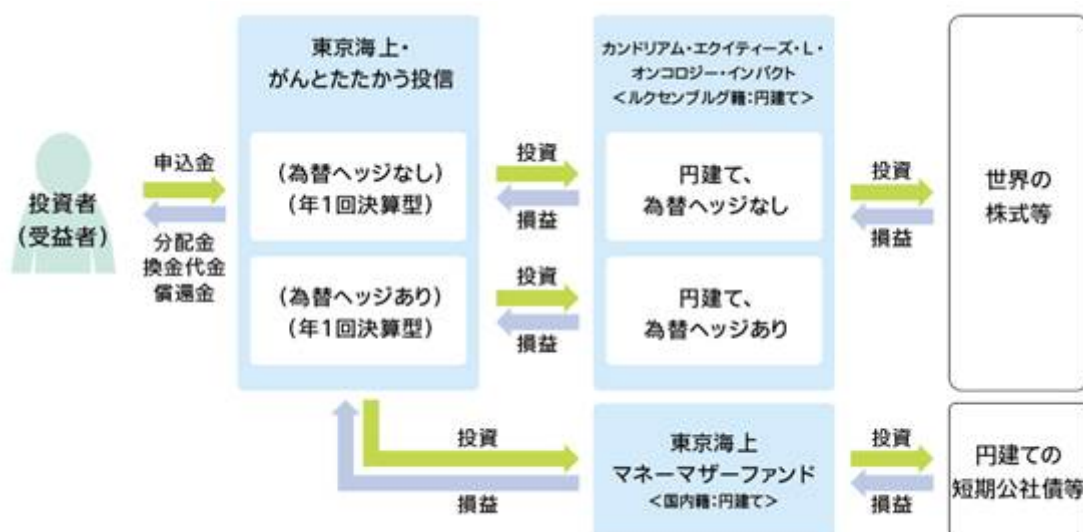 投資者
(受益者)
申込金
分配金
換金代金
償還金
東京海上・
がんとたたかう投信
(為替ヘッジなし)
(年1回決算型)
(為替ヘッジあり)
(年1回決算型)
投資
損益
投資
損益
カンドリアム・エクイティーズ・L・
オンコロジー・インパクト
<ルクセンブルグ籍:円建て>
円建て、
為替ヘッジなし
円建て、
為替ヘッジあり
投資
損益
世界の
株式等
投資
損益
東京海上
マネーマザーファンド
<国内籍:円建て>
投資
損益
円建ての
短期公社債等